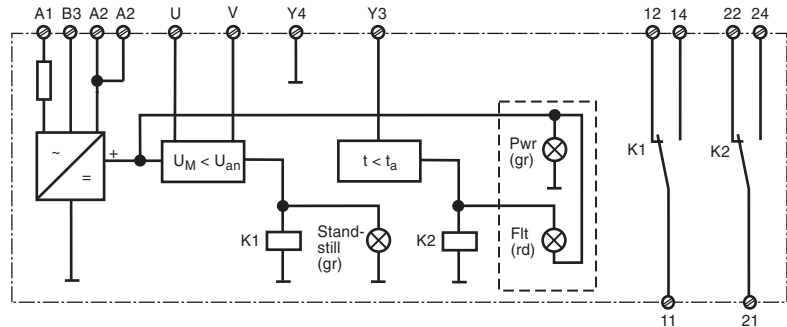 A1 B3 A2 A2 U V Y4 Y3 12 14 22 24
~
=
+
U_M < U_an
t < t_a
Pwr
(gr)
K1
K2
K1
Stand-
still
(gr)
K2
Flt
(rd)
11 21